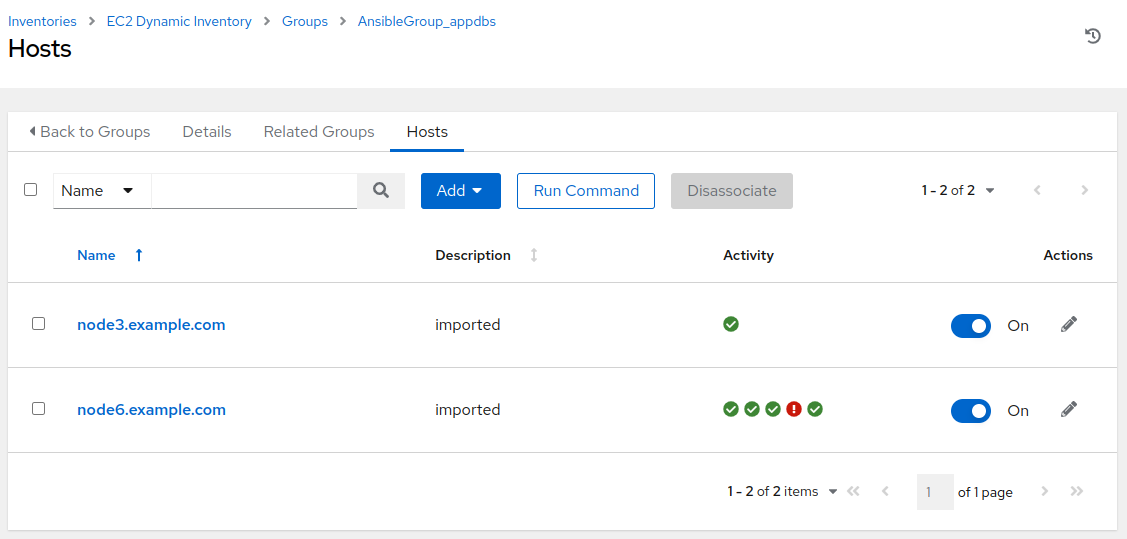 Inventories > EC2 Dynamic Inventory > Groups > AnsibleGroup_appdbs
Hosts
Back to Groups Details Related Groups Hosts
Name Add Run Command Disassociate 1 - 2 of 2
Name Description Activity Actions
node3.example.com imported On
node6.example.com imported On
1 - 2 of 2 items 1 of 1 page